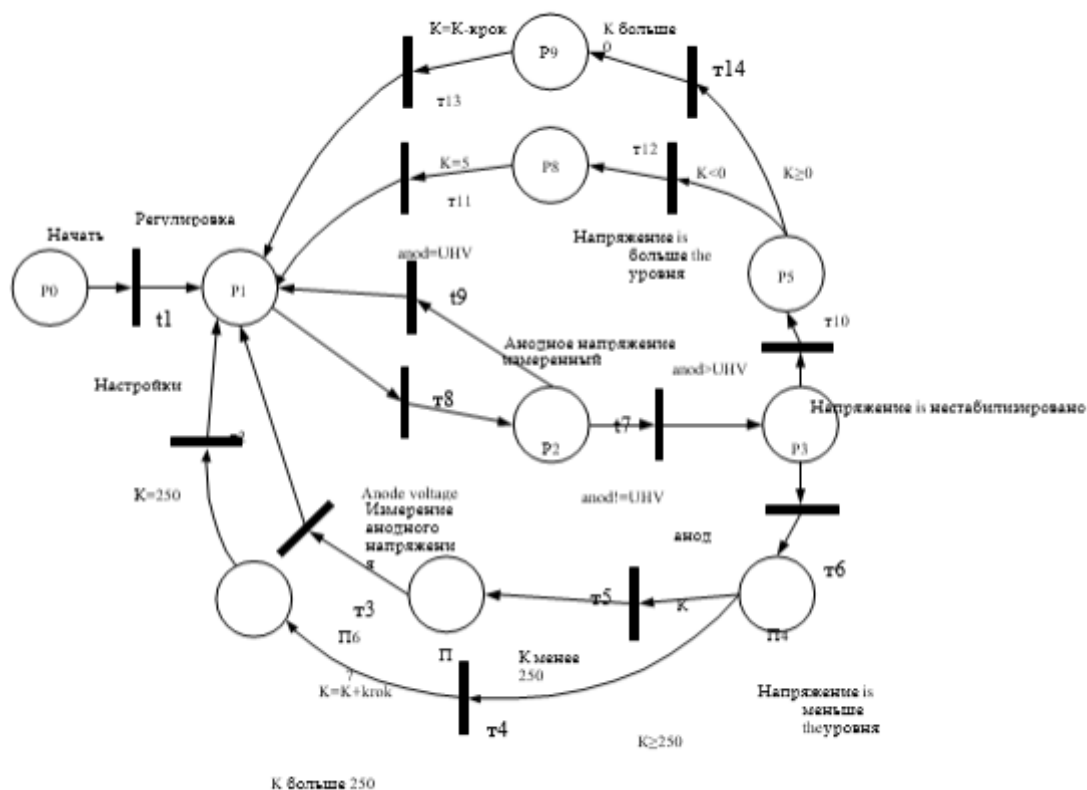 K=K-крок
K больше
0
P9
т14
т13
т12
K=5
P8
K<0
K≥0
т11
Регулировка
Начать
anod=UHV
Напряжение is
больше the
уровня
P0
P1
P5
t1
t9
т10
Анодное напряжение
измеренный
anod>UHV
Настройки
т8
Напряжение is нестабилизировано
t7
P2
P3
K=250
Anode voltage
Измерение
анодного
напряжени
я
anod!=UHV
анод
т6
т5
K
т3
П6
П
П4
K менее
250
7
K=K+krok
Напряжение is
меньше
theуровня
т4
K≥250
K больше 250